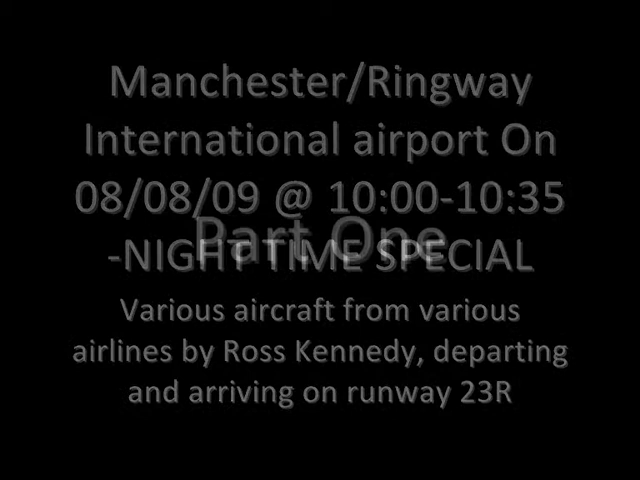 Manchester/Ringway
International airport On
08/08/09 @ 10:00-10:35
Part One
-NIGHT TIME SPECIAL
Various aircraft from various
airlines by Ross Kennedy, departing
and arriving on runway 23R